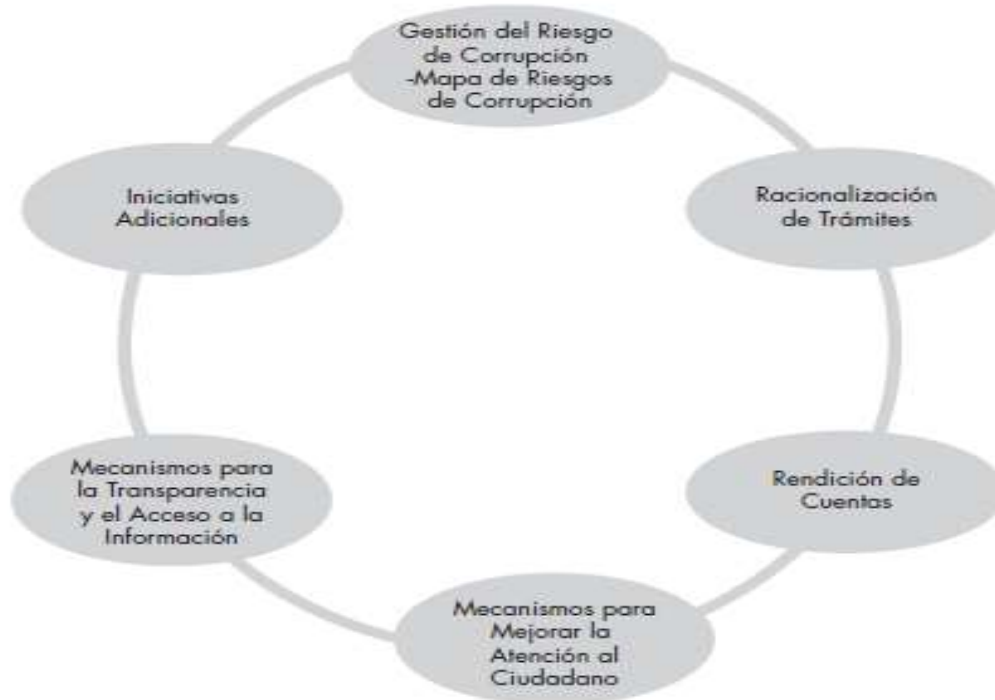 Gestión del Riesgo
de Corrupción
-Mapa de Riesgos
de Corrupción
Iniciativas
Adicionales
Racionalización
de Trámites
Mecanismos para
la Transparencia
y el Acceso a la
Información
Rendición de
Cuentas
Mecanismos para
Mejorar la
Atención al
Ciudadano